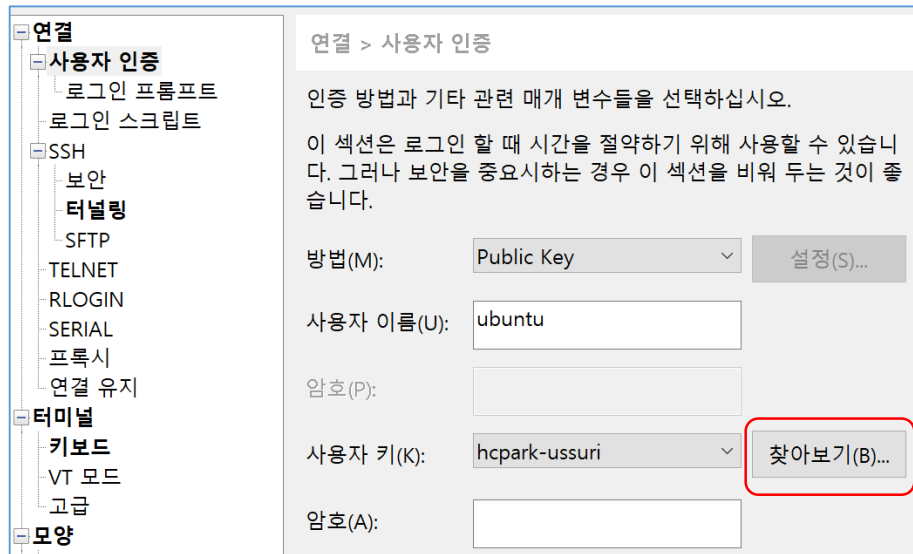 연결
사용자 인증
로그인 프롬프트
로그인 스크립트
SSH
보안
터널링
SFTP
TELNET
RLOGIN
SERIAL
프록시
연결 유지
터미널
키보드
VT 모드
고급
모양
연결 > 사용자 인증
인증 방법과 기타 관련 매개 변수들을 선택하십시오.
이 섹션은 로그인 할 때 시간을 절약하기 위해 사용할 수 있습니
다. 그러나 보안을 중요시하는 경우 이 섹션을 비워 두는 것이 좋
습니다.
방법(M): Public Key 설정(S)...
사용자 이름(U): ubuntu
암호(P):
사용자 키(K): hcpark-ussuri 찾아보기(B)...
암호(A):